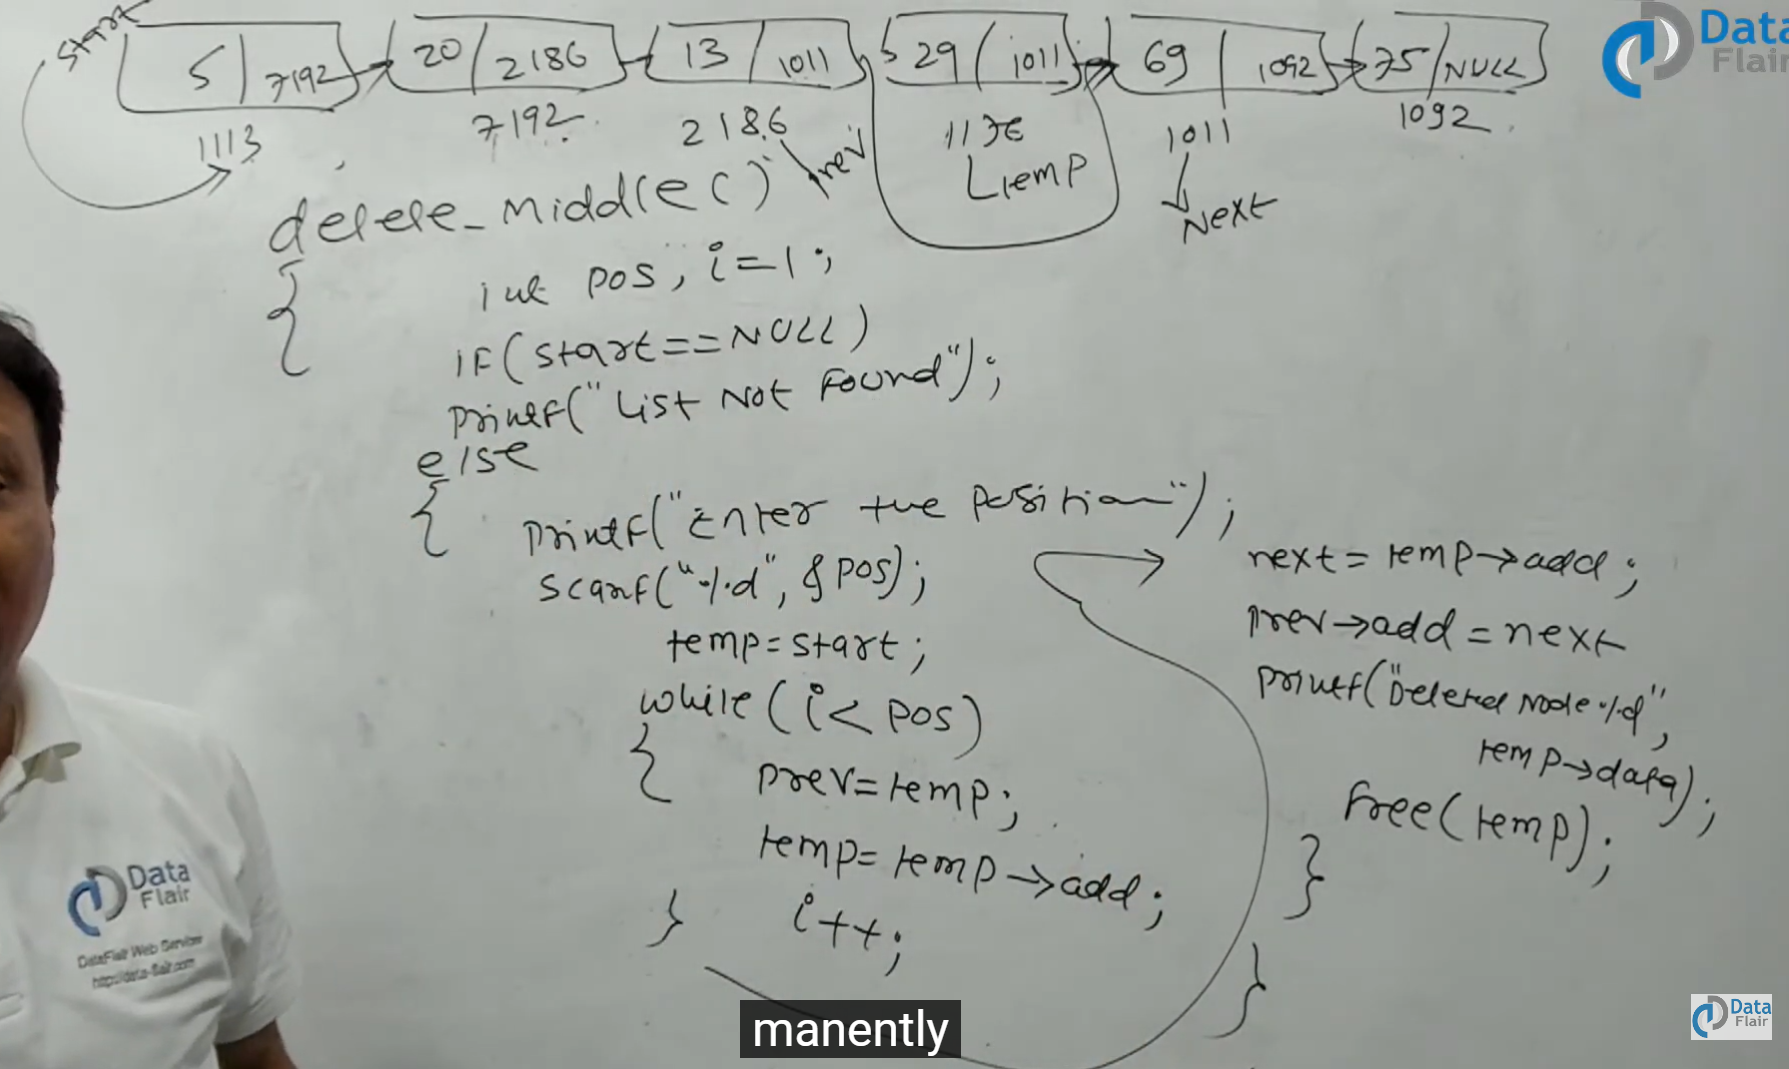 start
5 | 7192 → 20 / 2186 → 13 / 1011 29 / 1011 → 69 | 1092 → 75 / NULL
Data
Flair
1113 7192 2186 1011 1092
prev temp Next
delete_Middle()
{
int pos, i=1;
if(start==NULL)
printf("List Not Found");
else
{
printf("Enter the Position");
scanf("%d", &pos);
temp=start;
while(i<pos)
{
prev=temp;
temp=temp→add;
i++;
}
next=temp→add;
prev→add=next
printf("Deleted Node %d",
temp→data);
free(temp);
}
}
Data
Flair
DataFlair Web Services
http://data-flair.com
manently
Data
Flair